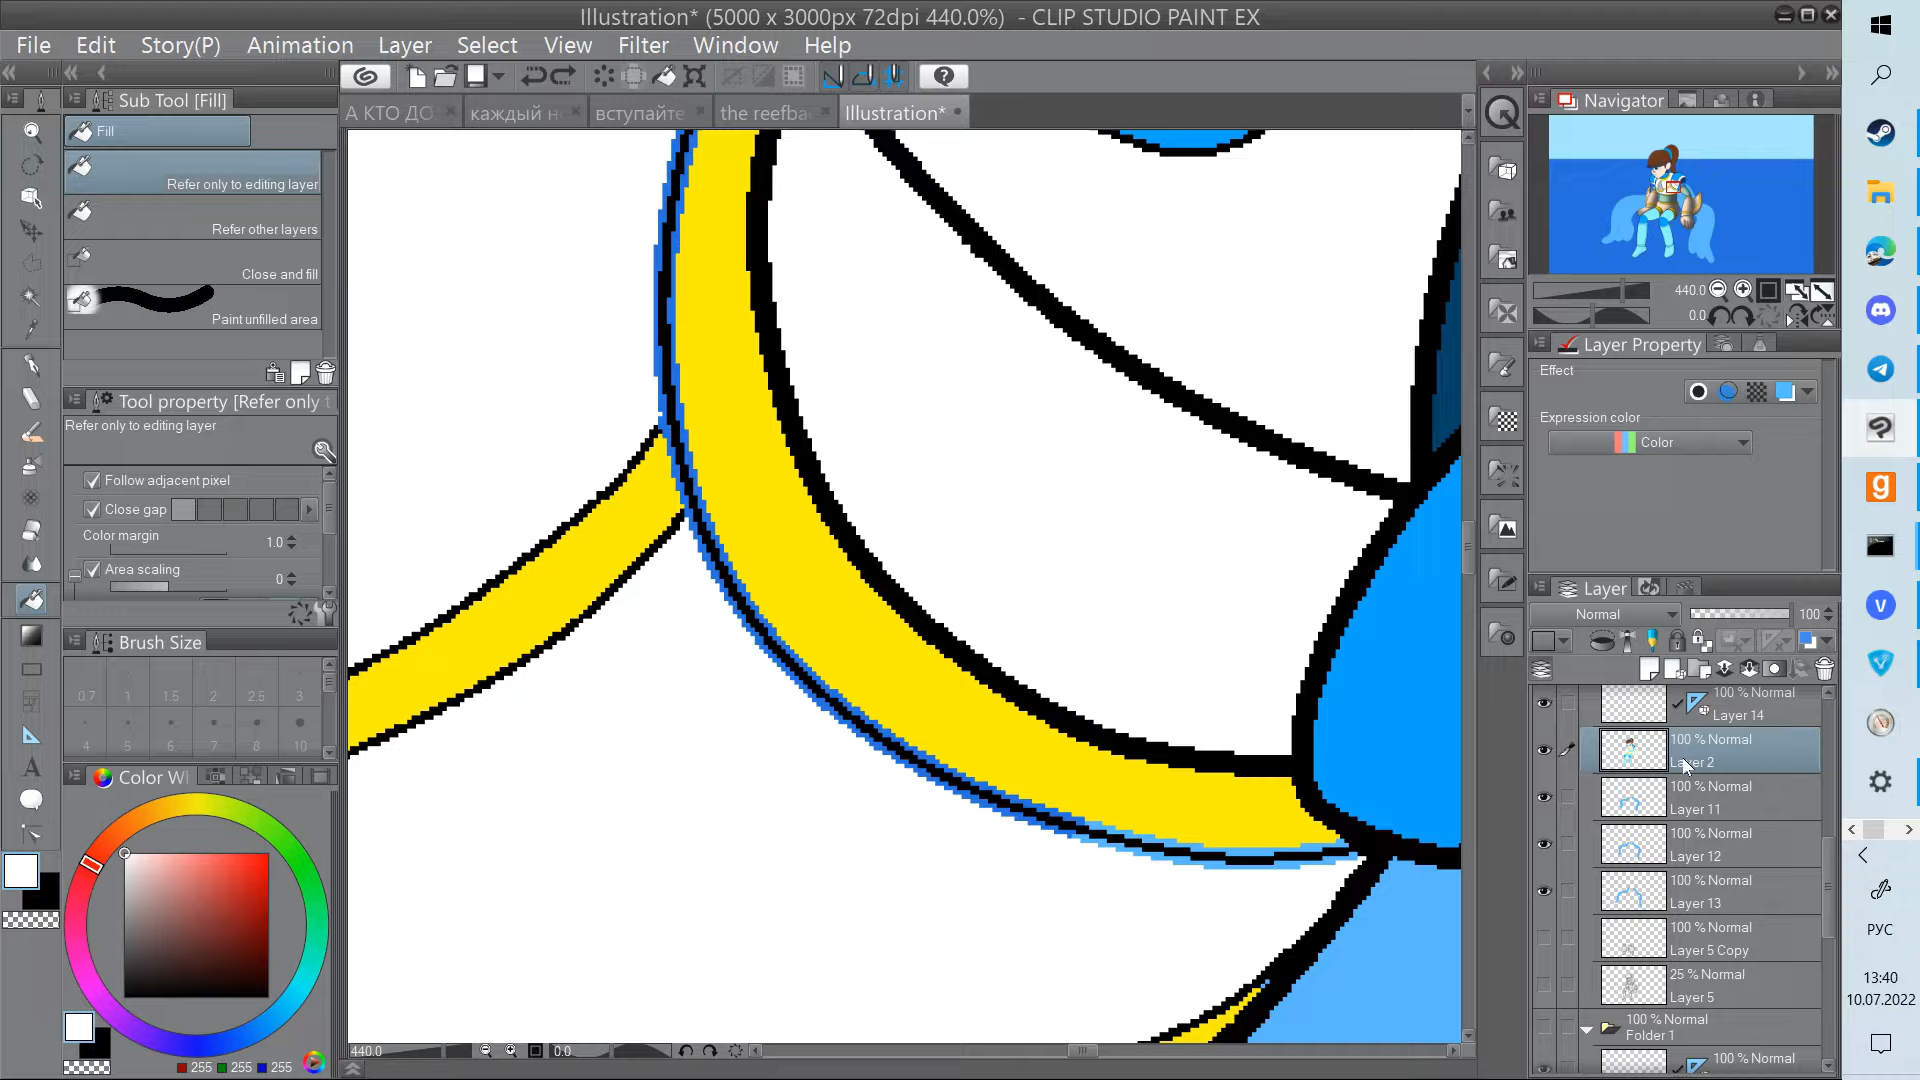 Illustration* (5000 x 3000px 72dpi 440.0%) - CLIP STUDIO PAINT EX
File Edit Story(P) Animation Layer Select View Filter Window Help
Sub Tool [Fill]
Fill
Refer only to editing layer
Refer other layers
Close and fill
Paint unfilled area
Tool property [Refer only t
Refer only to editing layer
Follow adjacent pixel
Close gap
Color margin
1.0
Area scaling
0
Brush Size
0.7 1 1.5 2 2.5 3
4 5 6 7 8 10
Color W
255 255 255
А КТО ДО
каждый н
вступайте
the reefba
Illustration*
440.0
0.0
Navigator
440.0
0.0
Layer Property
Effect
Expression color
Color
Layer
Normal
100
100 % Normal
Layer 14
100 % Normal
Layer 2
100 % Normal
Layer 11
100 % Normal
Layer 12
100 % Normal
Layer 13
100 % Normal
Layer 5 Copy
25 % Normal
Layer 5
100 % Normal
Folder 1
100 % Normal
РУС
13:40
10.07.2022